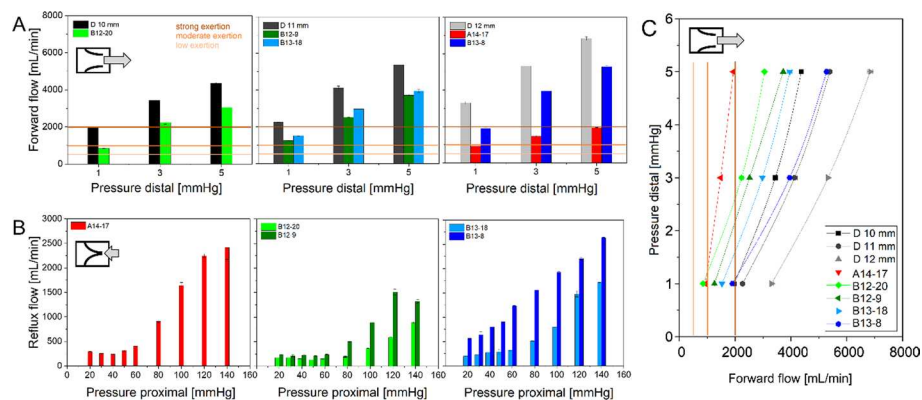 A
D 10 mm
B12-20
strong exertion
moderate exertion
low exertion
D 11 mm
B12-9
B13-18
D 12 mm
A14-17
B13-8
Forward flow [mL/min]
8000
6000
4000
2000
0
1 3 5
1 3 5
1 3 5
Pressure distal [mmHg]
Pressure distal [mmHg]
Pressure distal [mmHg]
B
A14-17
B12-20
B12-9
B13-18
B13-8
Reflux flow [mL/min]
3000
2500
2000
1500
1000
500
0
20 40 60 80 100 120 140 160
20 40 60 80 100 120 140 160
20 40 60 80 100 120 140 160
Pressure proximal [mmHg]
Pressure proximal [mmHg]
Pressure proximal [mmHg]
C
Pressure distal [mmHg]
6
5
4
3
2
1
0
D 10 mm
D 11 mm
D 12 mm
A14-17
B12-20
B12-9
B13-18
B13-8
0 2000 4000 6000 8000
Forward flow [mL/min]